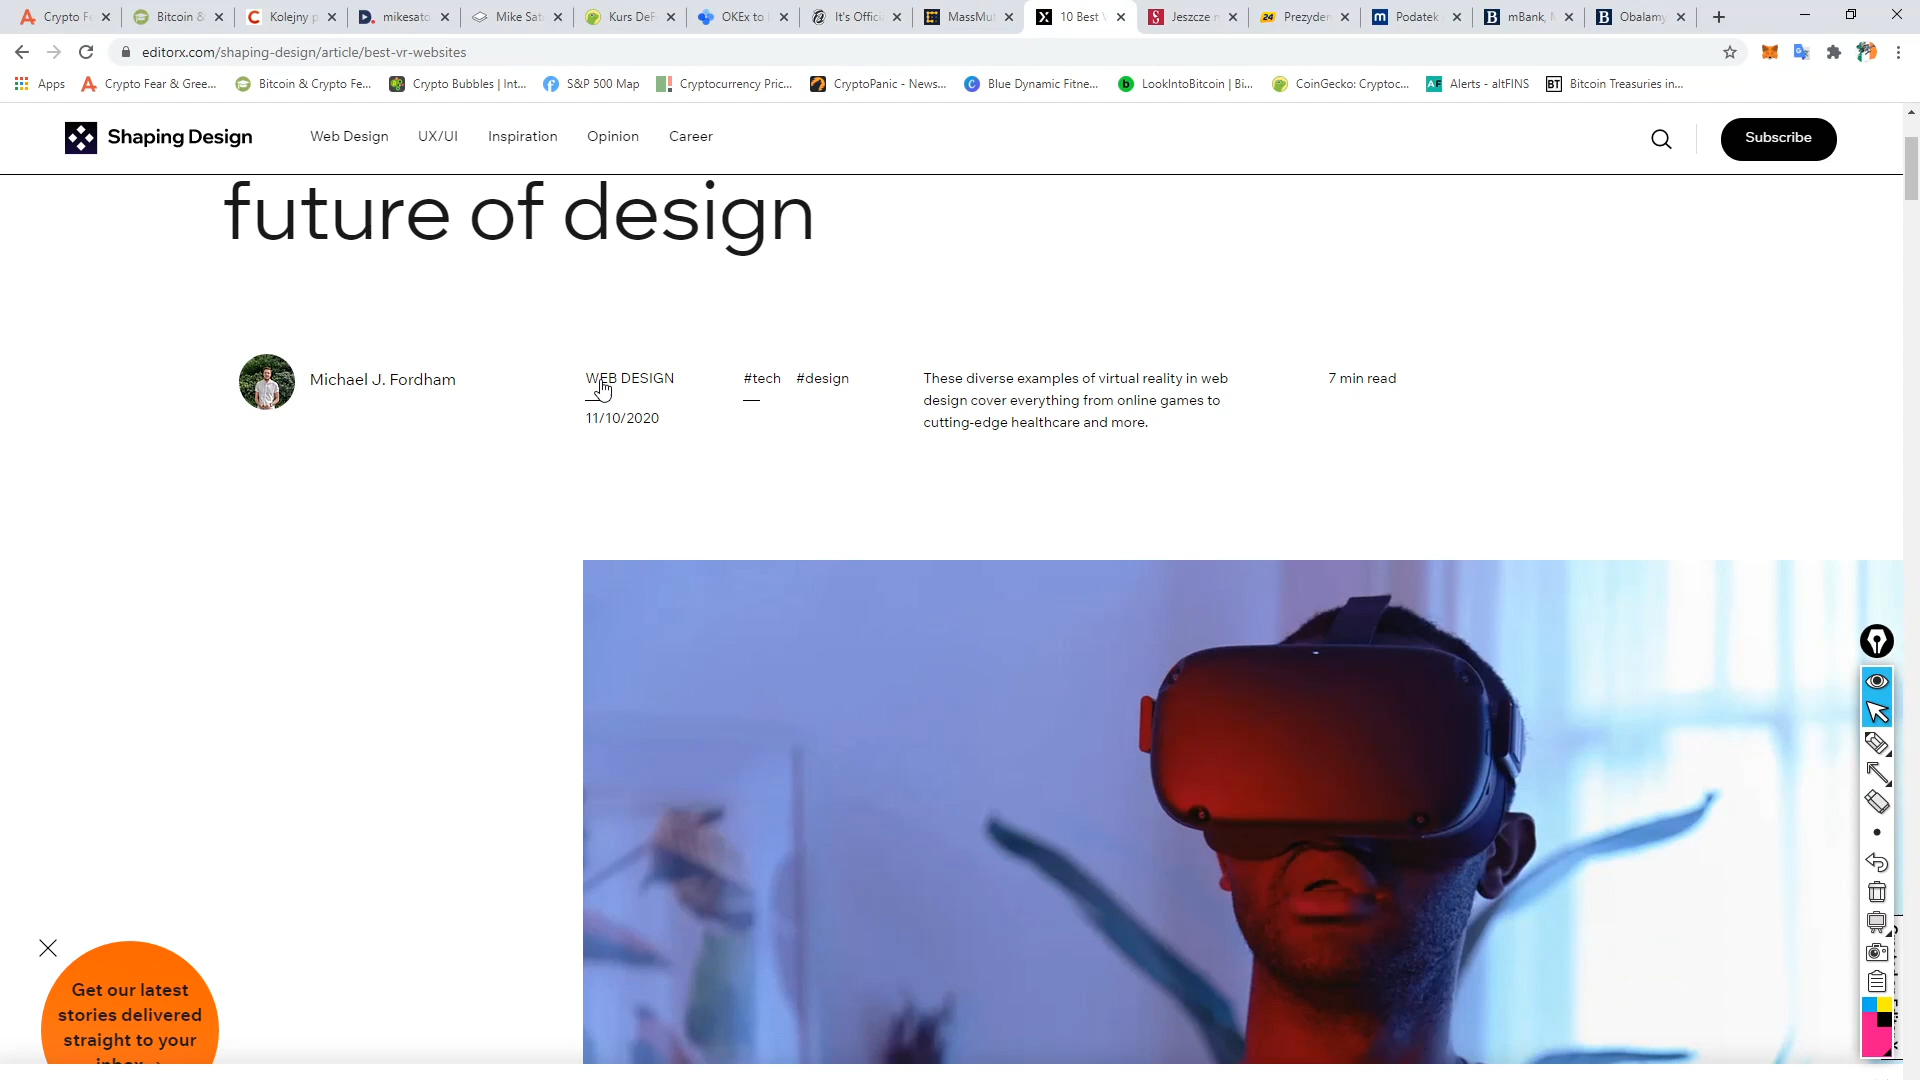 Crypto F
Bitcoin &
Kolejny p
mikesato
Mike Sat
Kurs DeF
OKEx to
It's Offici
MassMut
10 Best V
Jeszcze
Prezyden
Podatek
mBank,
Obalamy
editorx.com/shaping-design/article/best-vr-websites
Apps
Crypto Fear & Gree...
Bitcoin & Crypto Fe...
Crypto Bubbles | Int...
S&P 500 Map
Cryptocurrency Pric...
CryptoPanic - News...
Blue Dynamic Fitne...
LookIntoBitcoin | Bi...
CoinGecko: Cryptoc...
Alerts - altFINS
Bitcoin Treasuries in...
Shaping Design
Web Design
UX/UI
Inspiration
Opinion
Career
Subscribe
future of design
Michael J. Fordham
WEB DESIGN
11/10/2020
#tech #design
These diverse examples of virtual reality in web
design cover everything from online games to
cutting-edge healthcare and more.
7 min read
Get our latest
stories delivered
straight to your
inbox